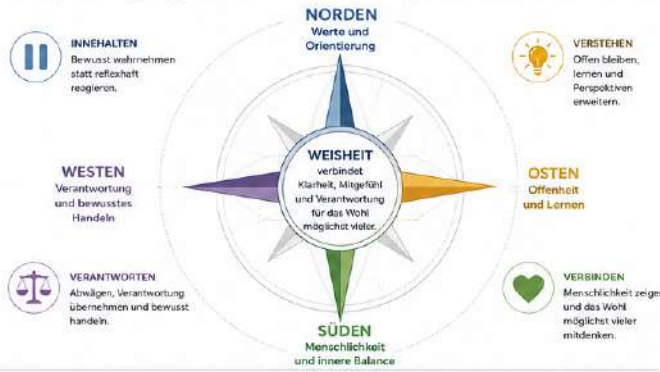 NORDEN
Werte und
Orientierung
INNEHALTEN
Bewusst wahrnehmen
statt reflexhaft
reagieren.
VERSTEHEN
Offen bleiben,
lernen und
Perspektiven
erweitern.
WESTEN
Verantwortung
und bewusstes
Handeln
WEISHEIT
verbindet
Klarheit, Mitgefühl
und Verantwortung
für das Wohl
möglichst vieler.
OSTEN
Offenheit
und Lernen
VERANTWORTEN
Abwägen, Verantwortung
übernehmen und bewusst
handeln.
VERBINDEN
Menschlichkeit zeigen
und das Wohl
möglichst vieler
mitdenken.
SÜDEN
Menschlichkeit
und innere Balance